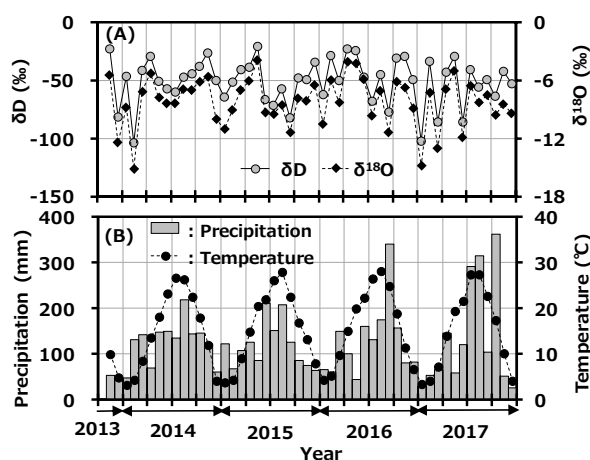 (A)
0
-50
-100
-150
δD (‰)
0
-6
-12
-18
δ¹⁸O (‰)
δD
δ¹⁸O
(B)
: Precipitation
: Temperature
400
300
200
100
0
Precipitation (mm)
40
30
20
10
0
Temperature (℃)
2013 2014 2015 2016 2017
Year